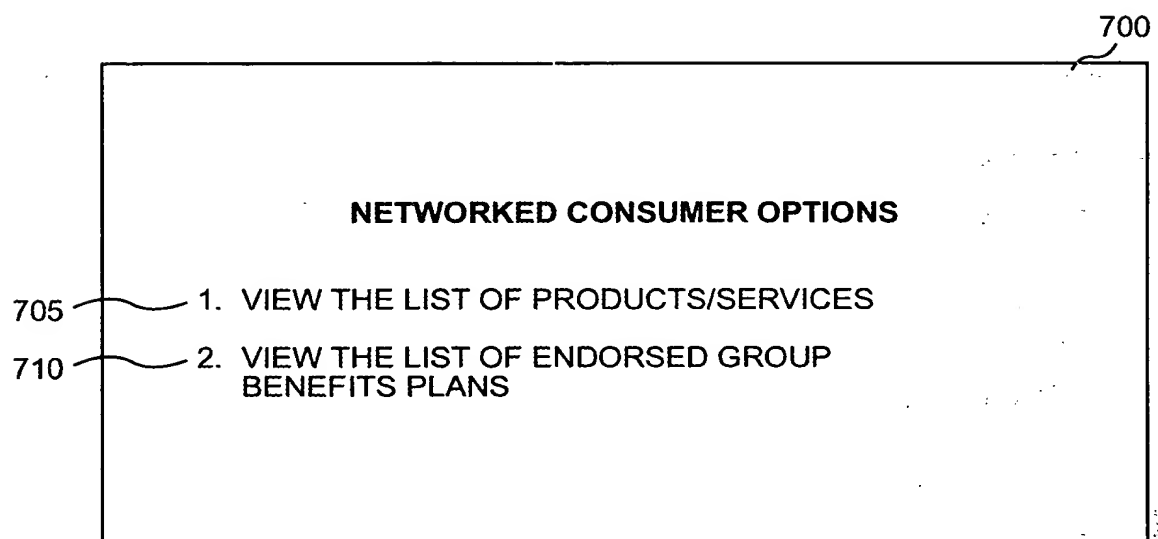 700
NETWORKED CONSUMER OPTIONS
705 1. VIEW THE LIST OF PRODUCTS/SERVICES
710 2. VIEW THE LIST OF ENDORSED GROUP
BENEFITS PLANS